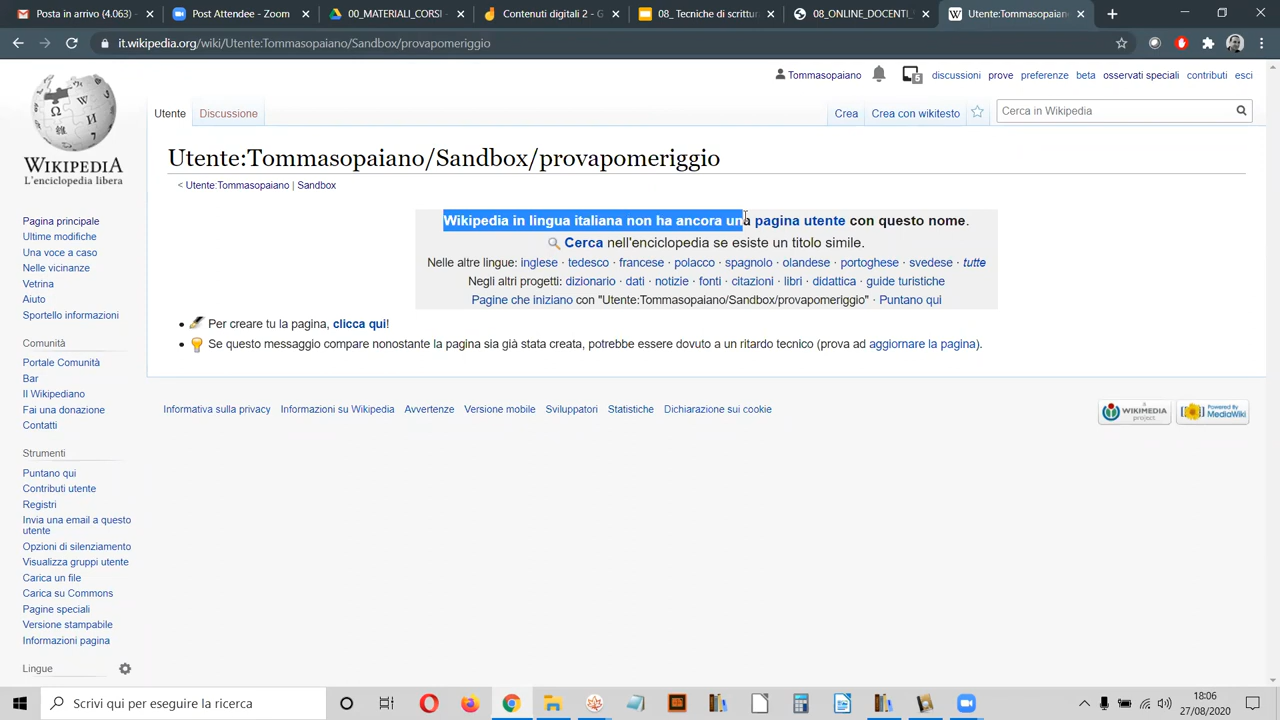 Posta in arrivo (4.063)
Post Attendee - Zoom
00_MATERIALI_CORSI
Contenuti digitali 2 - G
08_ Tecniche di scrittur
08_ONLINE_DOCENTI_
Utente:Tommasopaian
it.wikipedia.org/wiki/Utente:Tommasopaiano/Sandbox/provapomeriggio
Tommasopaiano 5 discussioni prove preferenze beta osservati speciali contributi esci
Utente Discussione Crea Crea con wikitesto Cerca in Wikipedia
WIKIPEDIA
L'enciclopedia libera
Utente:Tommasopaiano/Sandbox/provapomeriggio
< Utente:Tommasopaiano | Sandbox
Wikipedia in lingua italiana non ha ancora una pagina utente con questo nome.
Cerca nell'enciclopedia se esiste un titolo simile.
Nelle altre lingue: inglese · tedesco · francese · polacco · spagnolo · olandese · portoghese · svedese · tutte
Negli altri progetti: dizionario · dati · notizie · fonti · citazioni · libri · didattica · guide turistiche
Pagine che iniziano con "Utente:Tommasopaiano/Sandbox/provapomeriggio" · Puntano qui
• Per creare tu la pagina, clicca qui!
• Se questo messaggio compare nonostante la pagina sia già stata creata, potrebbe essere dovuto a un ritardo tecnico (prova ad aggiornare la pagina).
Informativa sulla privacy Informazioni su Wikipedia Avvertenze Versione mobile Sviluppatori Statistiche Dichiarazione sui cookie
A WIKIMEDIA project
Powered By MediaWiki
Pagina principale
Ultime modifiche
Una voce a caso
Nelle vicinanze
Vetrina
Aiuto
Sportello informazioni
Comunità
Portale Comunità
Bar
Il Wikipediano
Fai una donazione
Contatti
Strumenti
Puntano qui
Contributi utente
Registri
Invia una email a questo
utente
Opzioni di silenziamento
Visualizza gruppi utente
Carica un file
Carica su Commons
Pagine speciali
Versione stampabile
Informazioni pagina
Lingue
Scrivi qui per eseguire la ricerca
18:06
27/08/2020